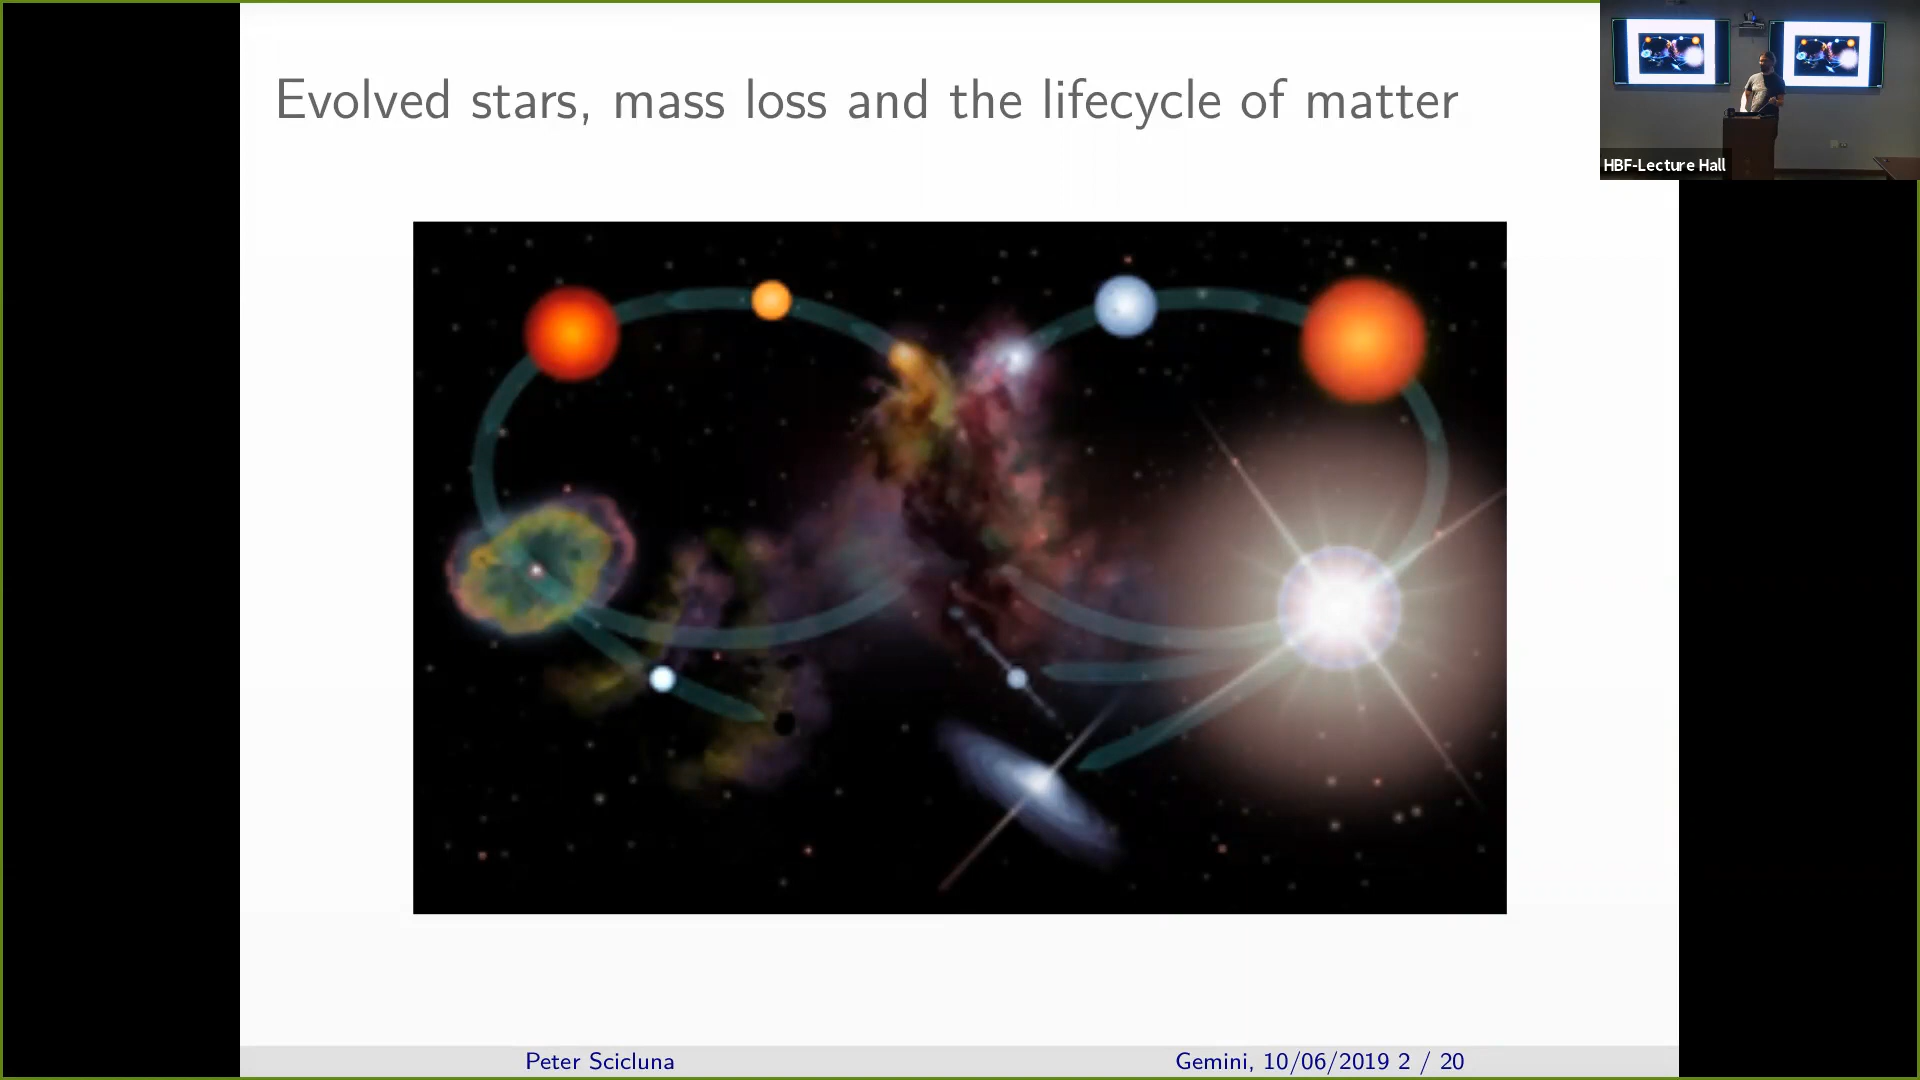 Evolved stars, mass loss and the lifecycle of matter
HBF-Lecture Hall
Peter Scicluna
Gemini, 10/06/2019 2 / 20